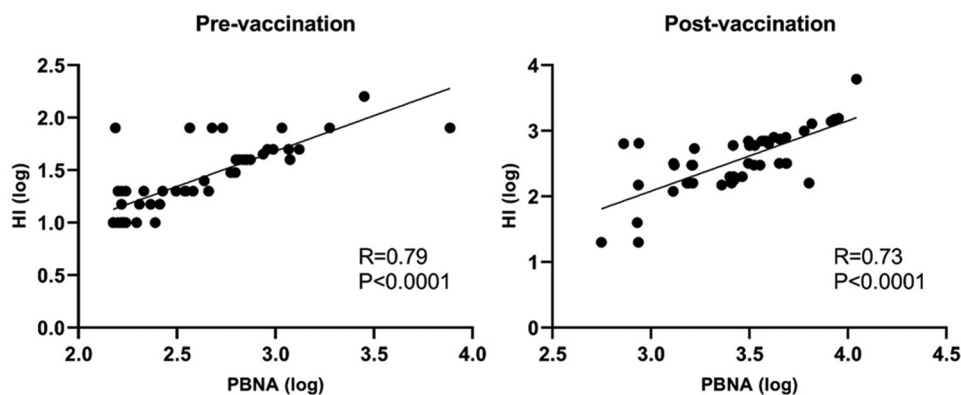 Pre-vaccination
HI (log)
2.5
2.0
1.5
1.0
0.5
0.0
R=0.79
P<0.0001
2.0 2.5 3.0 3.5 4.0
PBNA (log)
Post-vaccination
HI (log)
4
3
2
1
0
R=0.73
P<0.0001
2.5 3.0 3.5 4.0 4.5
PBNA (log)